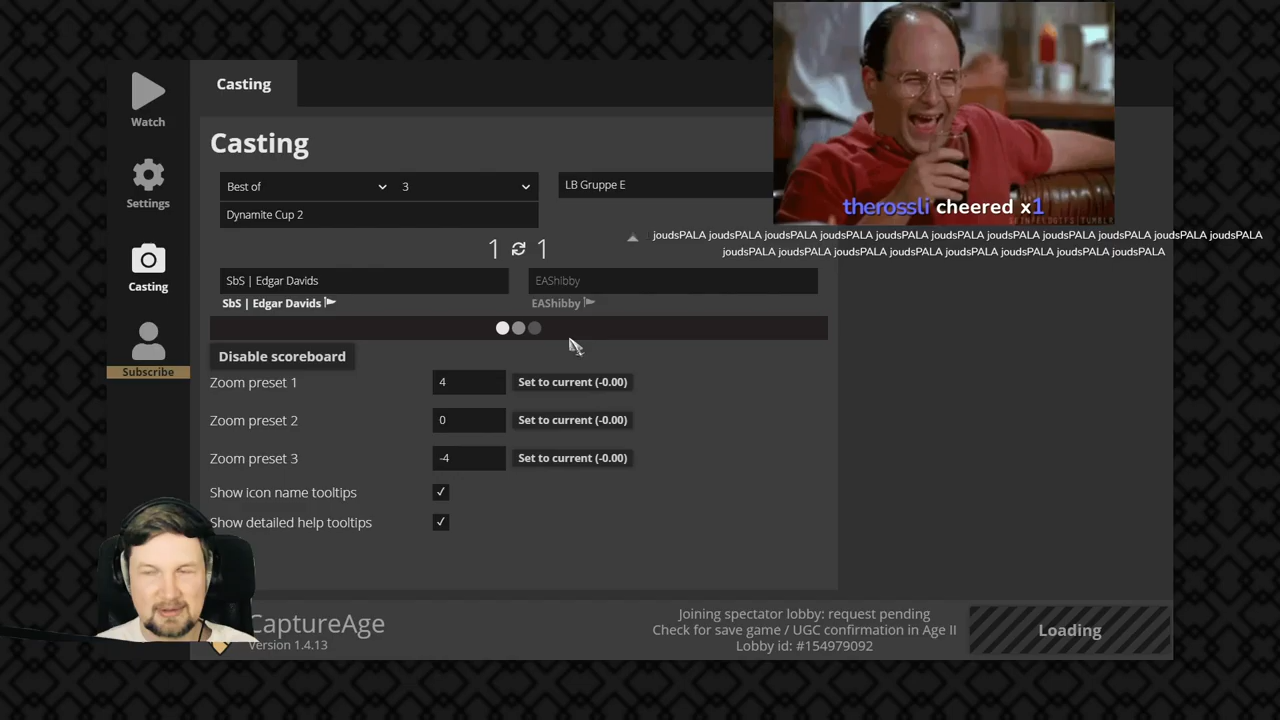 Watch
Settings
Casting
Subscribe
Casting
Casting
Best of
3
LB Gruppe E
Dynamite Cup 2
1 1
SbS | Edgar Davids
EAShibby
SbS | Edgar Davids
EAShibby
Disable scoreboard
Zoom preset 1
4
Set to current (-0.00)
Zoom preset 2
0
Set to current (-0.00)
Zoom preset 3
-4
Set to current (-0.00)
Show icon name tooltips
Show detailed help tooltips
therossli cheered x1
joudsPALA joudsPALA joudsPALA joudsPALA joudsPALA joudsPALA joudsPALA joudsPALA joudsPALA joudsPALA joudsPALA
joudsPALA joudsPALA joudsPALA joudsPALA joudsPALA joudsPALA joudsPALA joudsPALA
CaptureAge
Version 1.4.13
Joining spectator lobby: request pending
Check for save game / UGC confirmation in Age II
Lobby id: #154979092
Loading